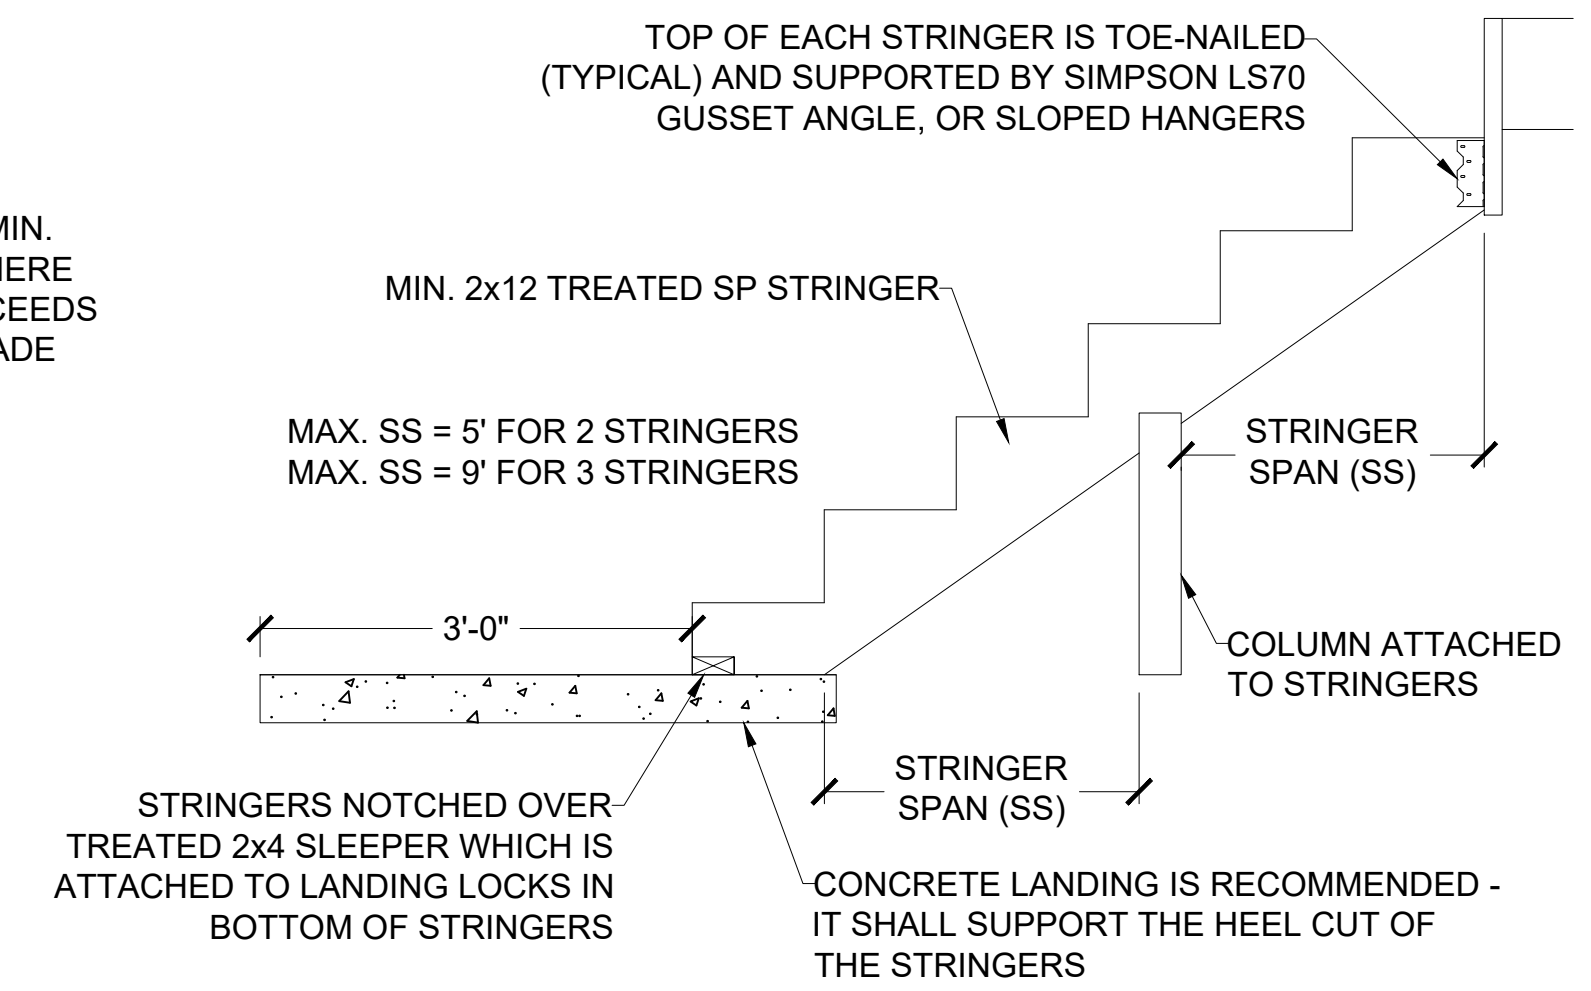 TOP OF EACH STRINGER IS TOE-NAILED
(TYPICAL) AND SUPPORTED BY SIMPSON LS70
GUSSET ANGLE, OR SLOPED HANGERS
MIN.
CEEDS
MIN. 2x12 TREATED SP STRINGER
MAX. SS = 5' FOR 2 STRINGERS
MAX. SS = 9' FOR 3 STRINGERS
STRINGER
SPAN (SS)
3'-0"
COLUMN ATTACHED
TO STRINGERS
STRINGER
SPAN (SS)
STRINGERS NOTCHED OVER
TREATED 2x4 SLEEPER WHICH IS
ATTACHED TO LANDING LOCKS IN
BOTTOM OF STRINGERS
CONCRETE LANDING IS RECOMMENDED -
IT SHALL SUPPORT THE HEEL CUT OF
THE STRINGERS